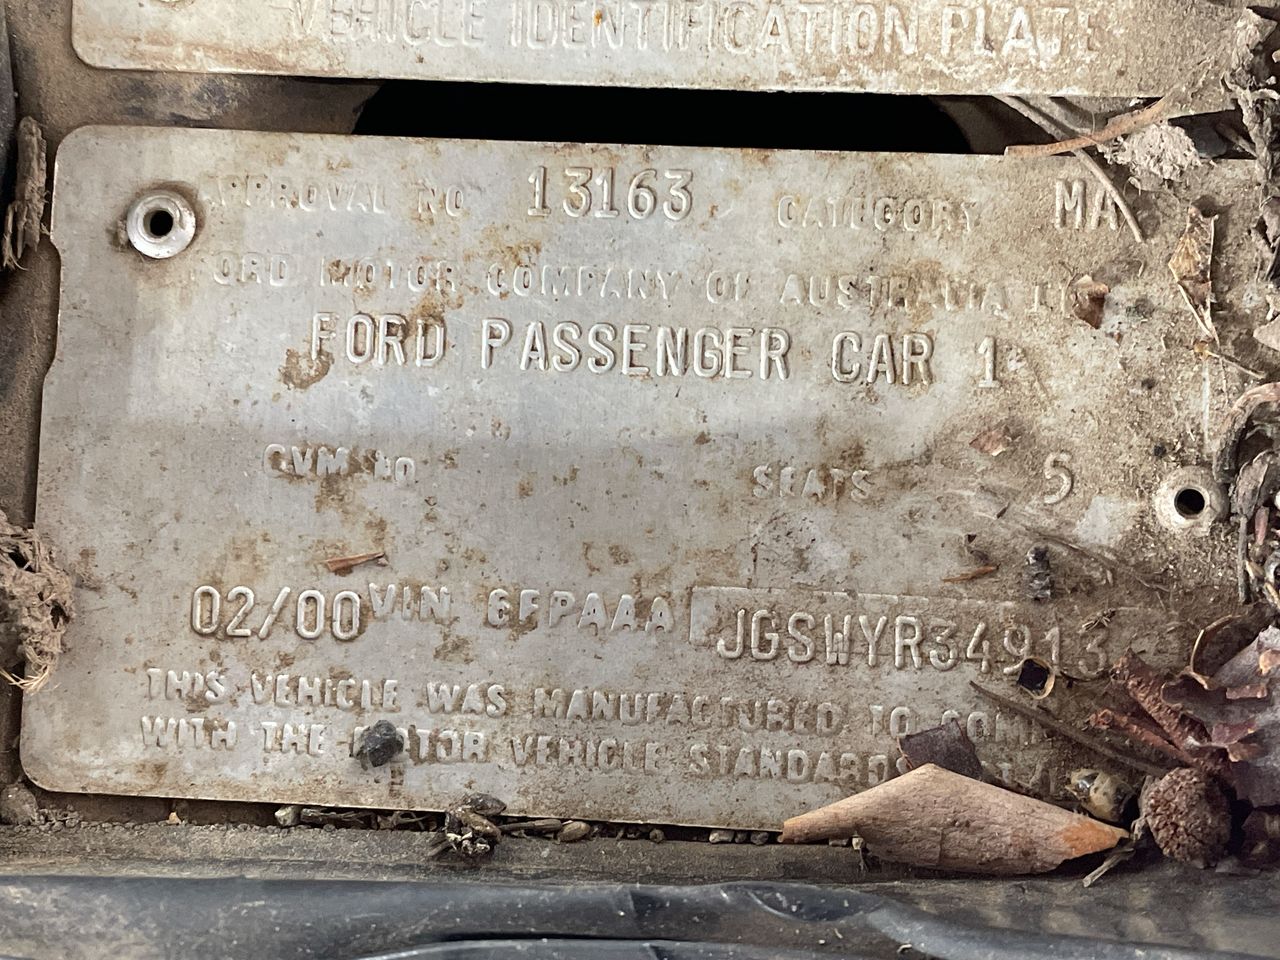 VEHICLE IDENTIFICATION PLATE
APPROVAL NO 13163 CATEGORY MA
FORD MOTOR COMPANY OF AUSTRALIA
FORD PASSENGER CAR 1
GVM NO SEATS 5
02/00 VIN 6FPAAA JGSWYR34913
THIS VEHICLE WAS MANUFACTURED TO
WITH THE MOTOR VEHICLE STANDARDS